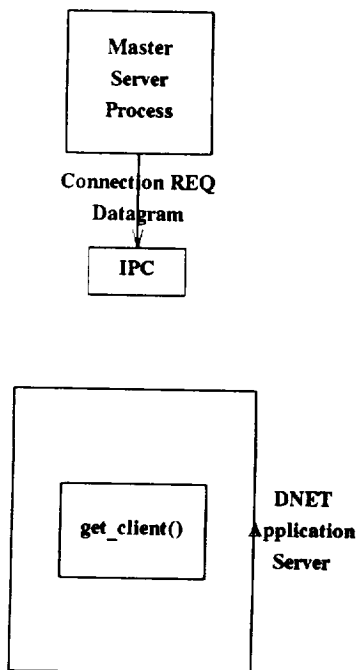 Master
Server
Process
Connection REQ
Datagram
IPC
get_client()
DNET
Application
Server